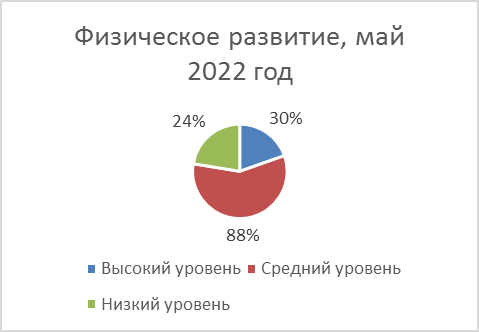 Физическое развитие, май
2022 год
24%
30%
88%
Высокий уровень
Средний уровень
Низкий уровень